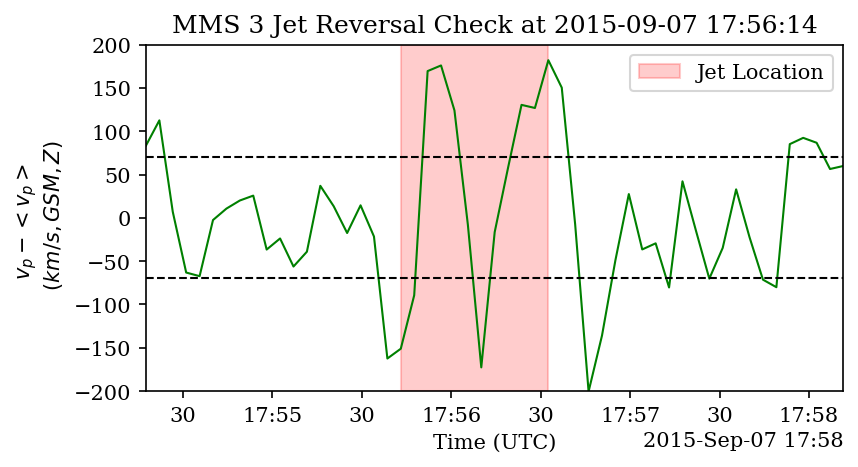 MMS 3 Jet Reversal Check at 2015-09-07 17:56:14
200
150
100
50
0
−50
−100
−150
−200
v_p − < v_p >
(km/s, GSM, Z)
Jet Location
30 17:55 30 17:56 30 17:57 30 17:58
Time (UTC)
2015-Sep-07 17:58